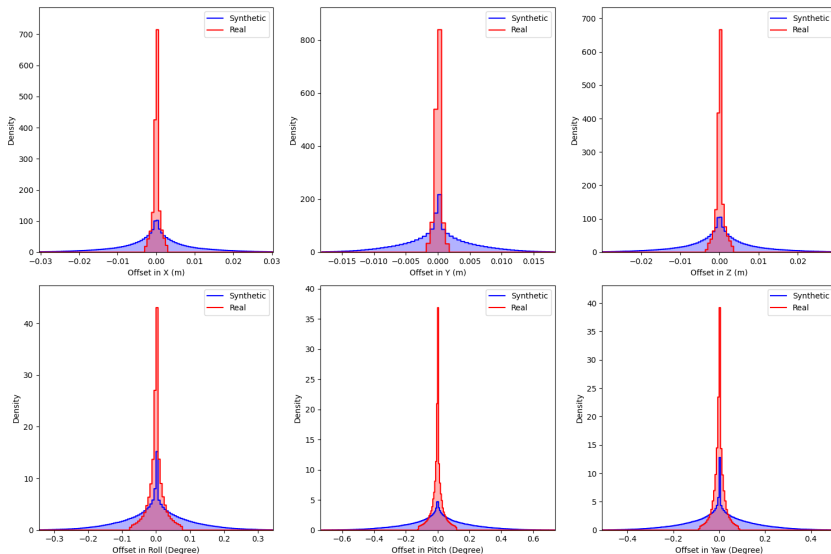 Synthetic
Real
Density
700
600
500
400
300
200
100
0
−0.03 −0.02 −0.01 0.00 0.01 0.02 0.03
Offset in X (m)
Synthetic
Real
Density
800
600
400
200
0
−0.015 −0.010 −0.005 0.000 0.005 0.010 0.015
Offset in Y (m)
Synthetic
Real
Density
700
600
500
400
300
200
100
0
−0.02 −0.01 0.00 0.01 0.02
Offset in Z (m)
Synthetic
Real
Density
40
30
20
10
0
−0.3 −0.2 −0.1 0.0 0.1 0.2 0.3
Offset in Roll (Degree)
Synthetic
Real
Density
40
35
30
25
20
15
10
5
0
−0.6 −0.4 −0.2 0.0 0.2 0.4 0.6
Offset in Pitch (Degree)
Synthetic
Real
Density
40
35
30
25
20
15
10
5
0
−0.4 −0.2 0.0 0.2 0.4
Offset in Yaw (Degree)